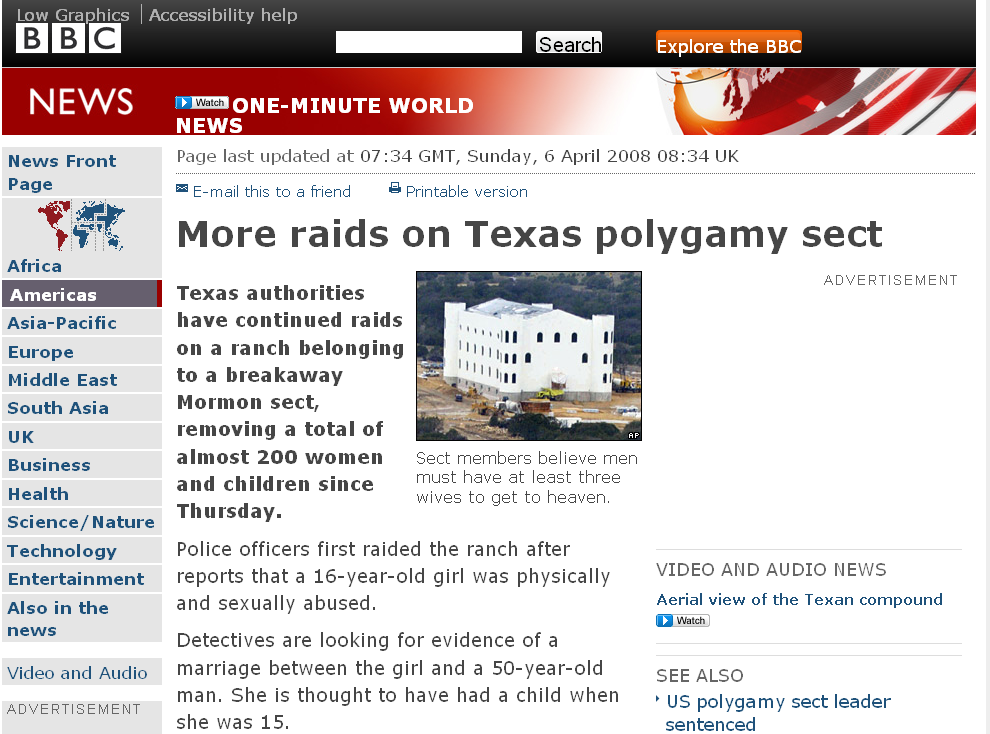 Low Graphics Accessibility help
BBC
Search
Explore the BBC
NEWS
Watch ONE-MINUTE WORLD
NEWS
News Front
Page
Africa
Americas
Asia-Pacific
Europe
Middle East
South Asia
UK
Business
Health
Science/Nature
Technology
Entertainment
Also in the
news
Video and Audio
ADVERTISEMENT
Page last updated at 07:34 GMT, Sunday, 6 April 2008 08:34 UK
E-mail this to a friend Printable version
More raids on Texas polygamy sect
Texas authorities
have continued raids
on a ranch belonging
to a breakaway
Mormon sect,
removing a total of
almost 200 women
and children since
Thursday.
AP
Sect members believe men
must have at least three
wives to get to heaven.
Police officers first raided the ranch after
reports that a 16-year-old girl was physically
and sexually abused.
Detectives are looking for evidence of a
marriage between the girl and a 50-year-old
man. She is thought to have had a child when
she was 15.
ADVERTISEMENT
VIDEO AND AUDIO NEWS
Aerial view of the Texan compound
Watch
SEE ALSO
US polygamy sect leader
sentenced